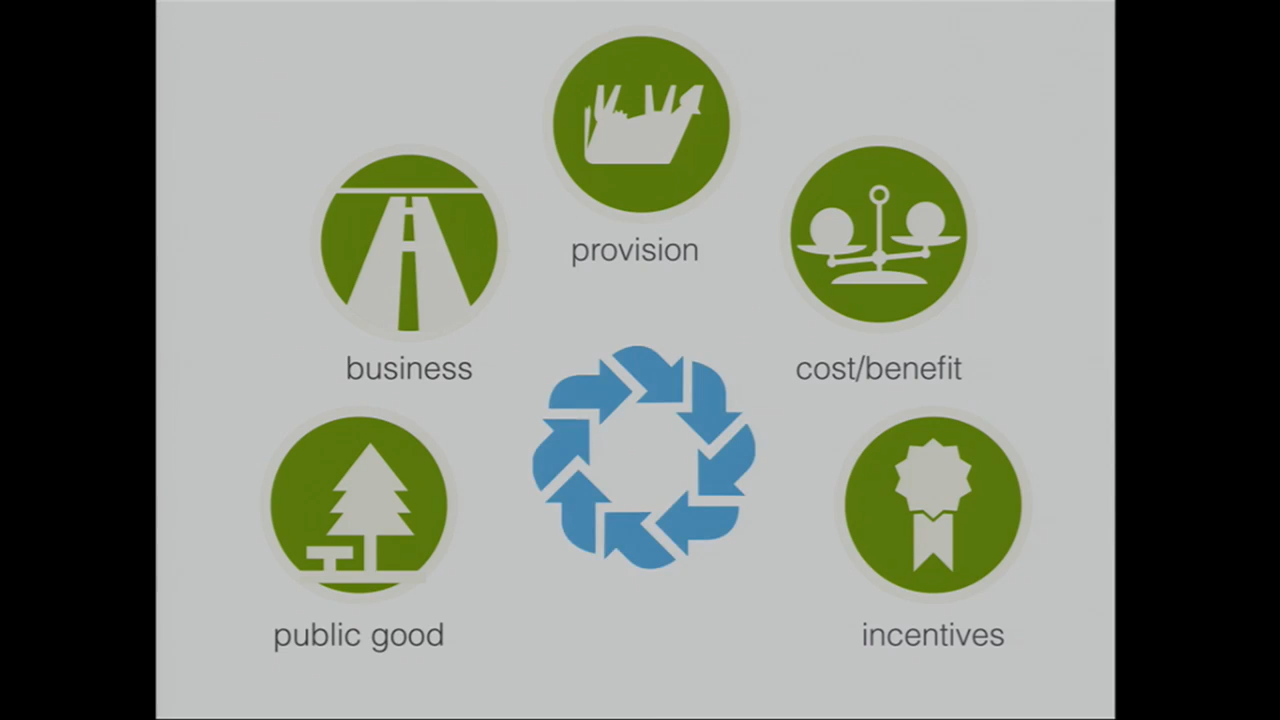 provision
business
cost/benefit
public good
incentives